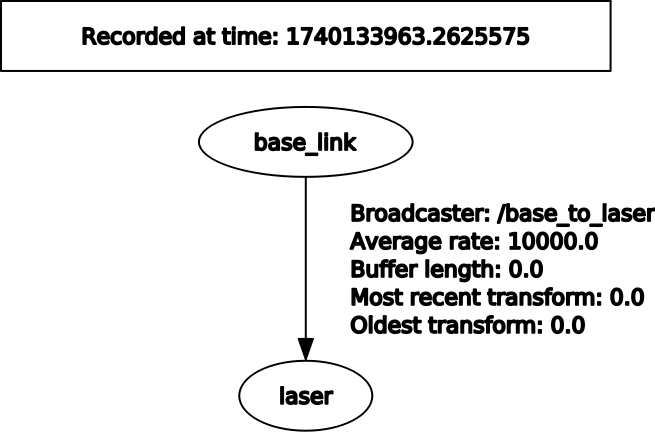 Recorded at time: 1740133963.2625575
base_link
Broadcaster: /base_to_laser
Average rate: 10000.0
Buffer length: 0.0
Most recent transform: 0.0
Oldest transform: 0.0
laser